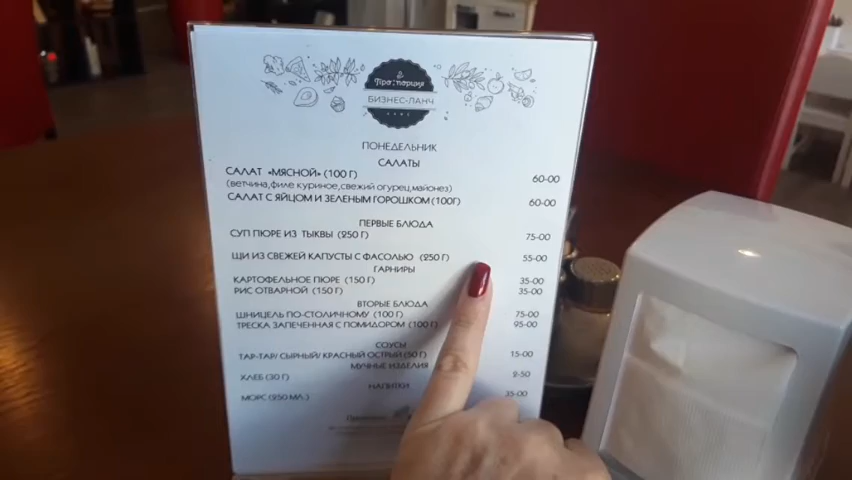 БИЗНЕС-ЛАНЧ
ПОНЕДЕЛЬНИК
САЛАТЫ
САЛАТ «МЯСНОЙ» (100 Г) 60-00
(ветчина,филе куриное,свежий огурец,майонез)
САЛАТ С ЯЙЦОМ И ЗЕЛЕНЫМ ГОРОШКОМ (100Г) 60-00
ПЕРВЫЕ БЛЮДА
СУП ПЮРЕ ИЗ ТЫКВЫ (250 Г) 75-00
ЩИ ИЗ СВЕЖЕЙ КАПУСТЫ С ФАСОЛЬЮ (250 Г) 55-00
ГАРНИРЫ
КАРТОФЕЛЬНОЕ ПЮРЕ (150 Г) 35-00
РИС ОТВАРНОЙ (150 Г) 35-00
ВТОРЫЕ БЛЮДА
ШНИЦЕЛЬ ПО-СТОЛИЧНОМУ (100 Г) 75-00
ТРЕСКА ЗАПЕЧЕННАЯ С ПОМИДОРОМ (100 Г) 95-00
СОУСЫ
ТАР-ТАР/ СЫРНЫЙ/ КРАСНЫЙ ОСТРЫЙ (50 Г) 15-00
МУЧНЫЕ ИЗДЕЛИЯ
ХЛЕБ (30 Г) 2-50
НАПИТКИ
МОРС (250 МЛ.) 35-00